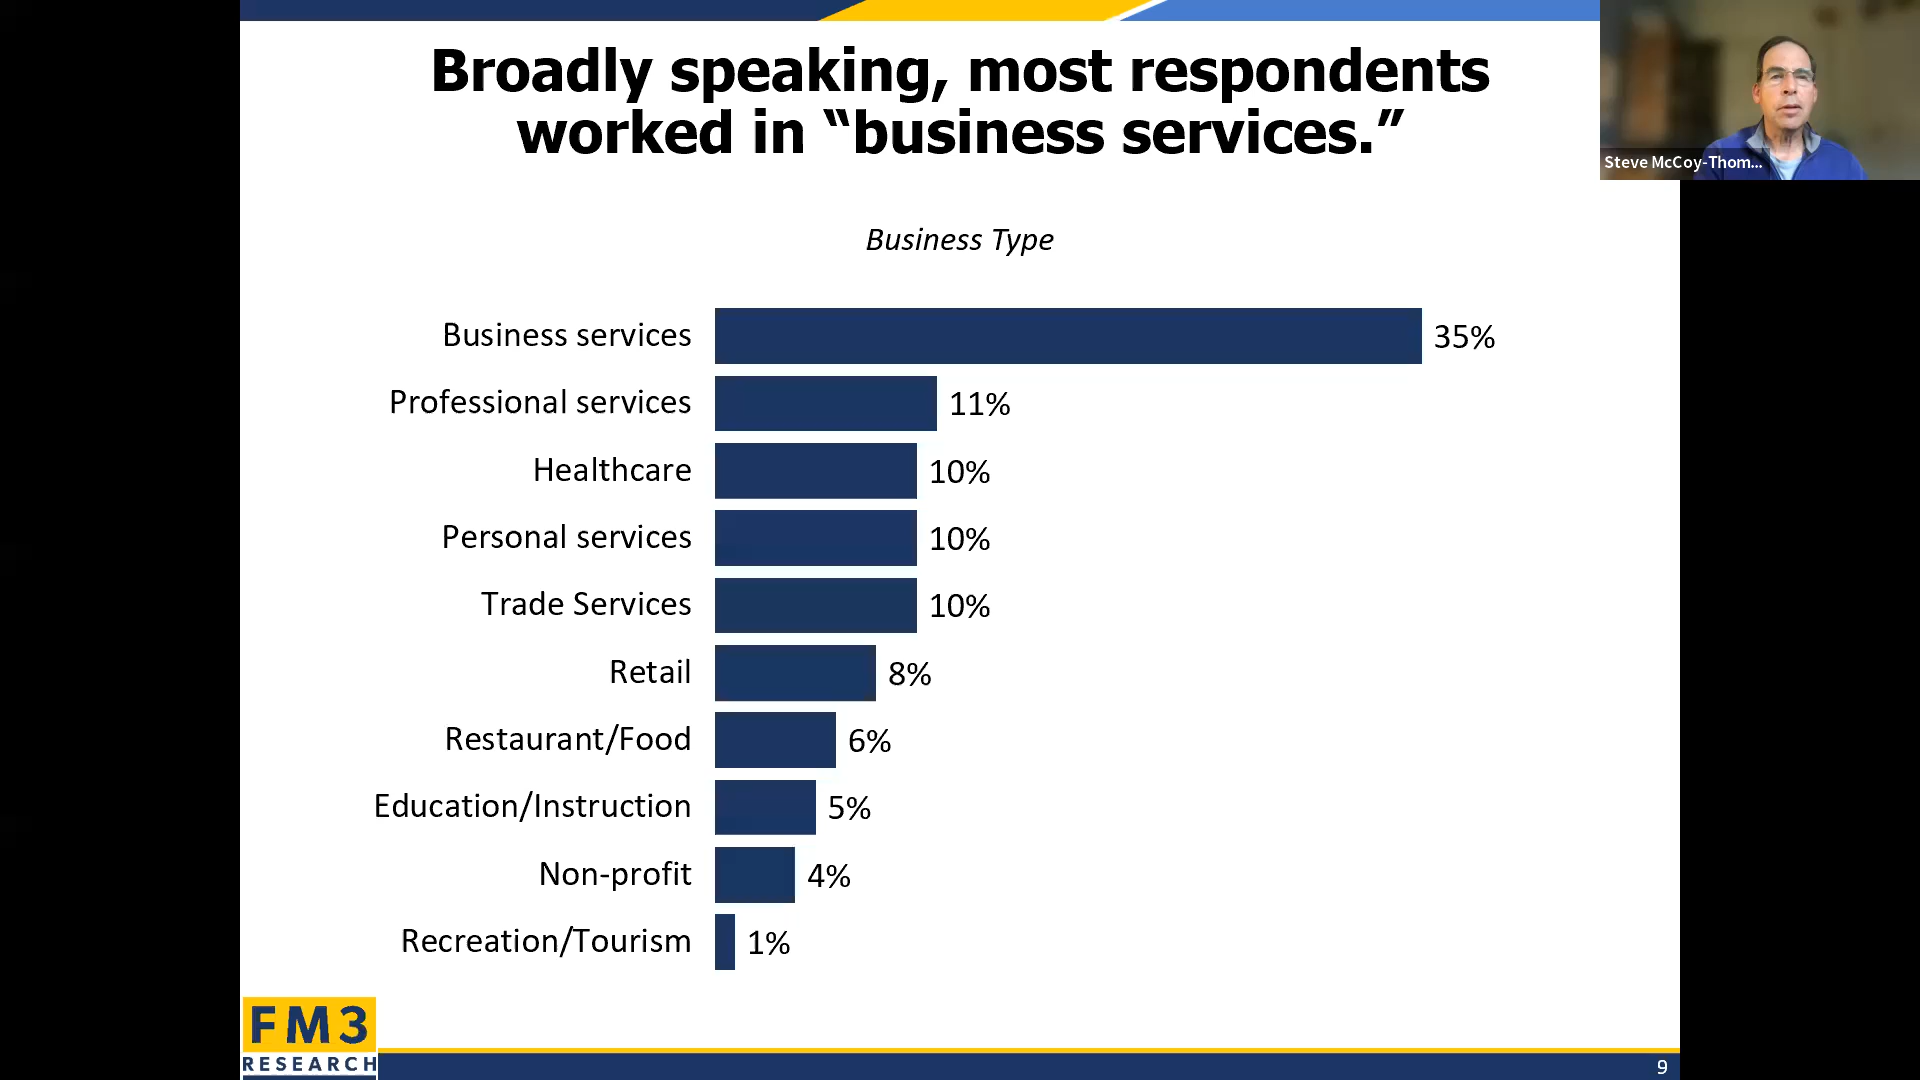 Broadly speaking, most respondents
worked in “business services.”
Steve McCoy-Thom...
Business Type
Business services 35%
Professional services 11%
Healthcare 10%
Personal services 10%
Trade Services 10%
Retail 8%
Restaurant/Food 6%
Education/Instruction 5%
Non-profit 4%
Recreation/Tourism 1%
FM3
RESEARCH
9